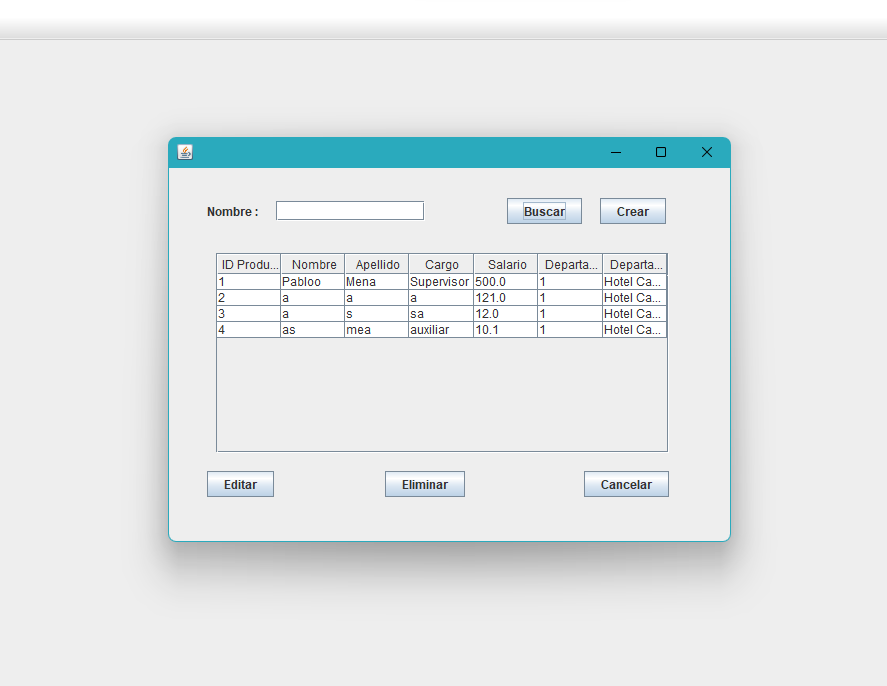 Nombre :
Buscar
Crear
ID Produ... Nombre Apellido Cargo Salario Departa... Departa...
1 Pabloo Mena Supervisor 500.0 1 Hotel Ca...
2 a a a 121.0 1 Hotel Ca...
3 a s sa 12.0 1 Hotel Ca...
4 as mea auxiliar 10.1 1 Hotel Ca...
Editar
Eliminar
Cancelar